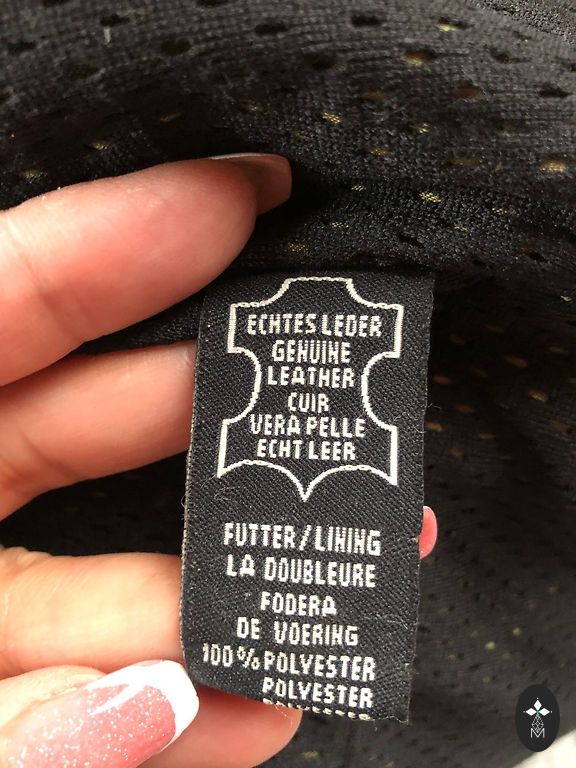 ECHTES LEDER
GENUINE
LEATHER
CUIR
VERA PELLE
ECHT LEER
FUTTER/LINING
LA DOUBLEURE
FODERA
DE VOERING
100%POLYESTER
POLYESTER